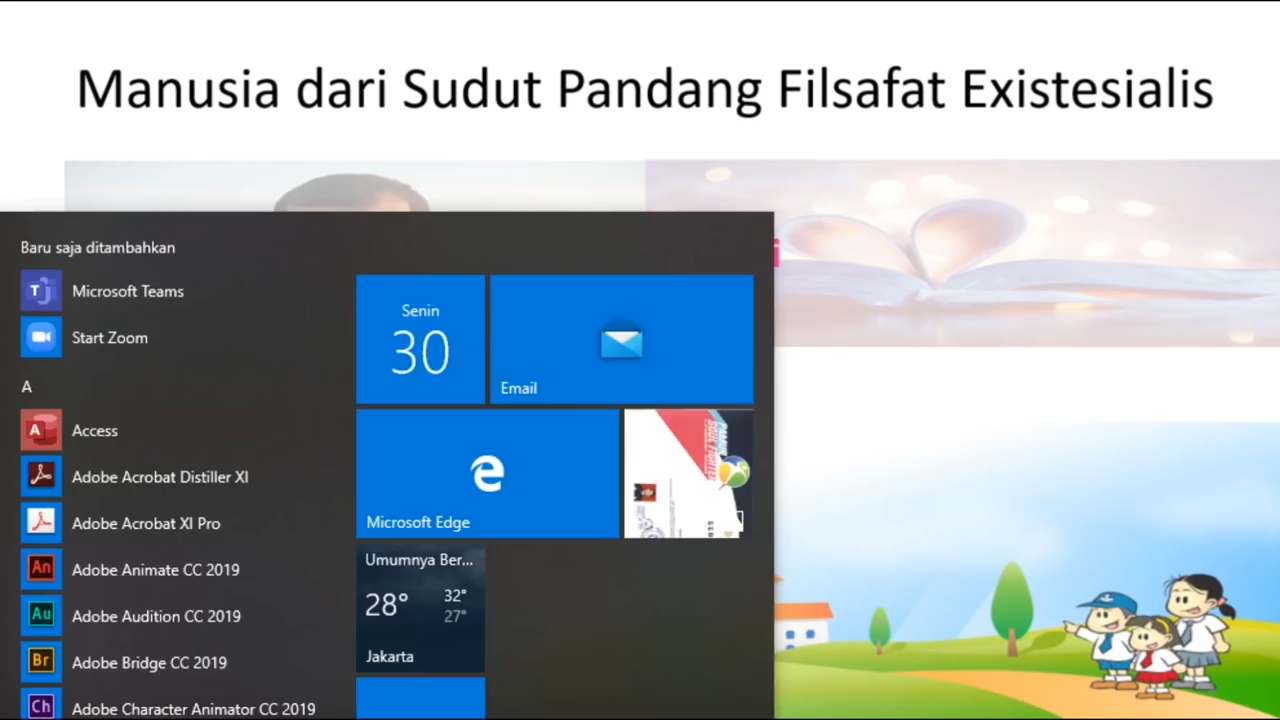 Manusia dari Sudut Pandang Filsafat Existesialis
Baru saja ditambahkan
Microsoft Teams
Start Zoom
A
Access
Adobe Acrobat Distiller XI
Adobe Acrobat XI Pro
Adobe Animate CC 2019
Adobe Audition CC 2019
Adobe Bridge CC 2019
Adobe Character Animator CC 2019
Senin
30
Email
Microsoft Edge
Umumnya Ber...
28° 32°
27°
Jakarta